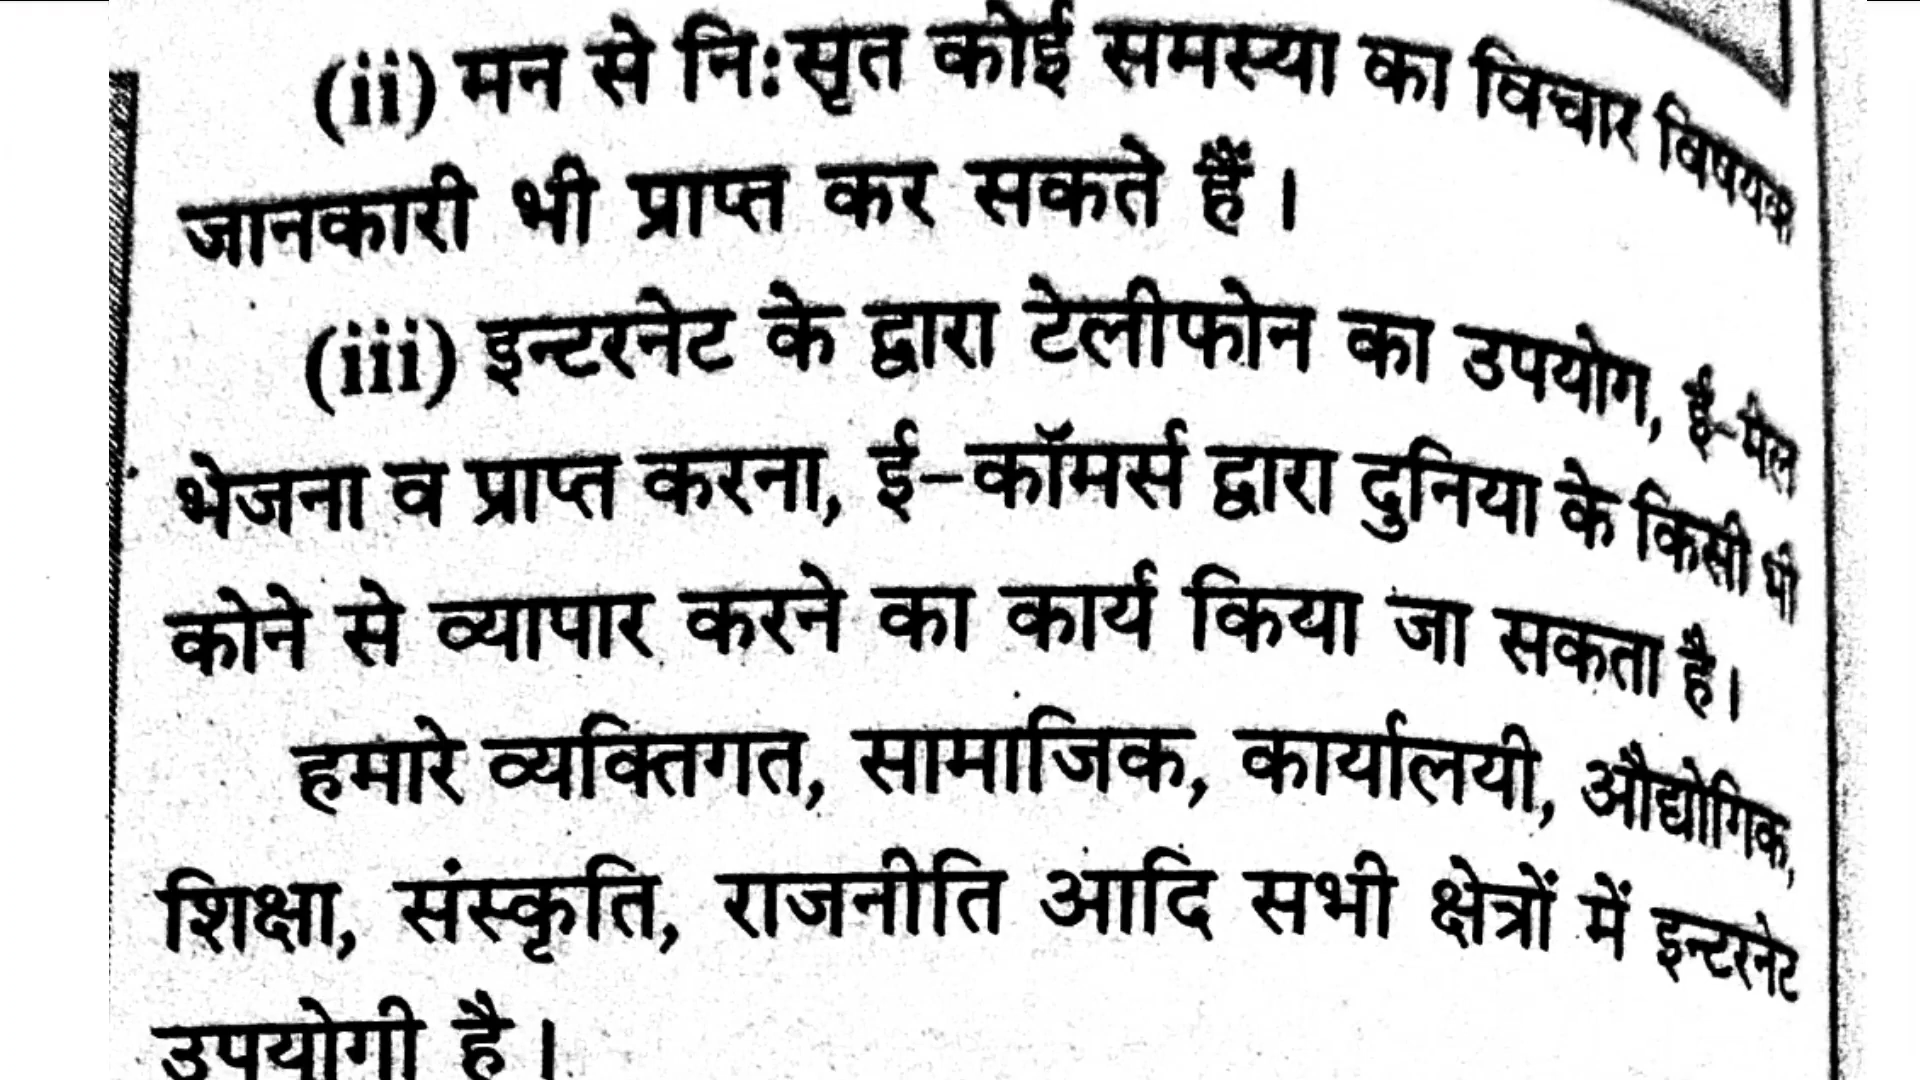 (ii) मन से नि:सृत कोई समस्या का विचार विषयक
जानकारी भी प्राप्त कर सकते हैं।
(iii) इन्टरनेट के द्वारा टेलीफोन का उपयोग, ई-मेल
भेजना व प्राप्त करना, ई-कॉमर्स द्वारा दुनिया के किसी भी
कोने से व्यापार करने का कार्य किया जा सकता है।
हमारे व्यक्तिगत, सामाजिक, कार्यालयी, औद्योगिक,
शिक्षा, संस्कृति, राजनीति आदि सभी क्षेत्रों में इन्टरनेट
उपयोगी है।